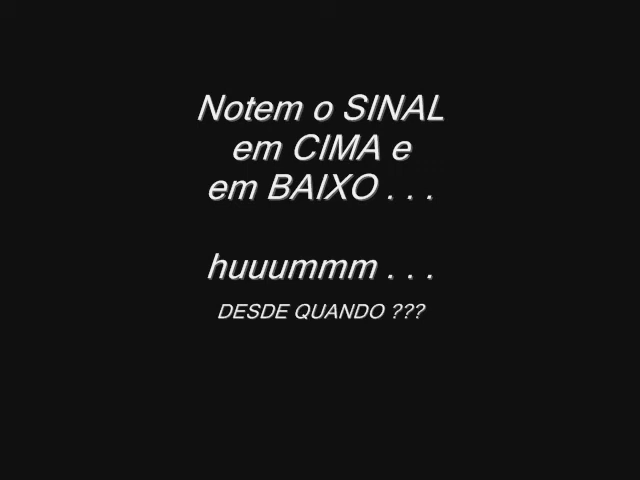 Notem o SINAL
em CIMA e
em BAIXO . . .
huuummm . . .
DESDE QUANDO ???